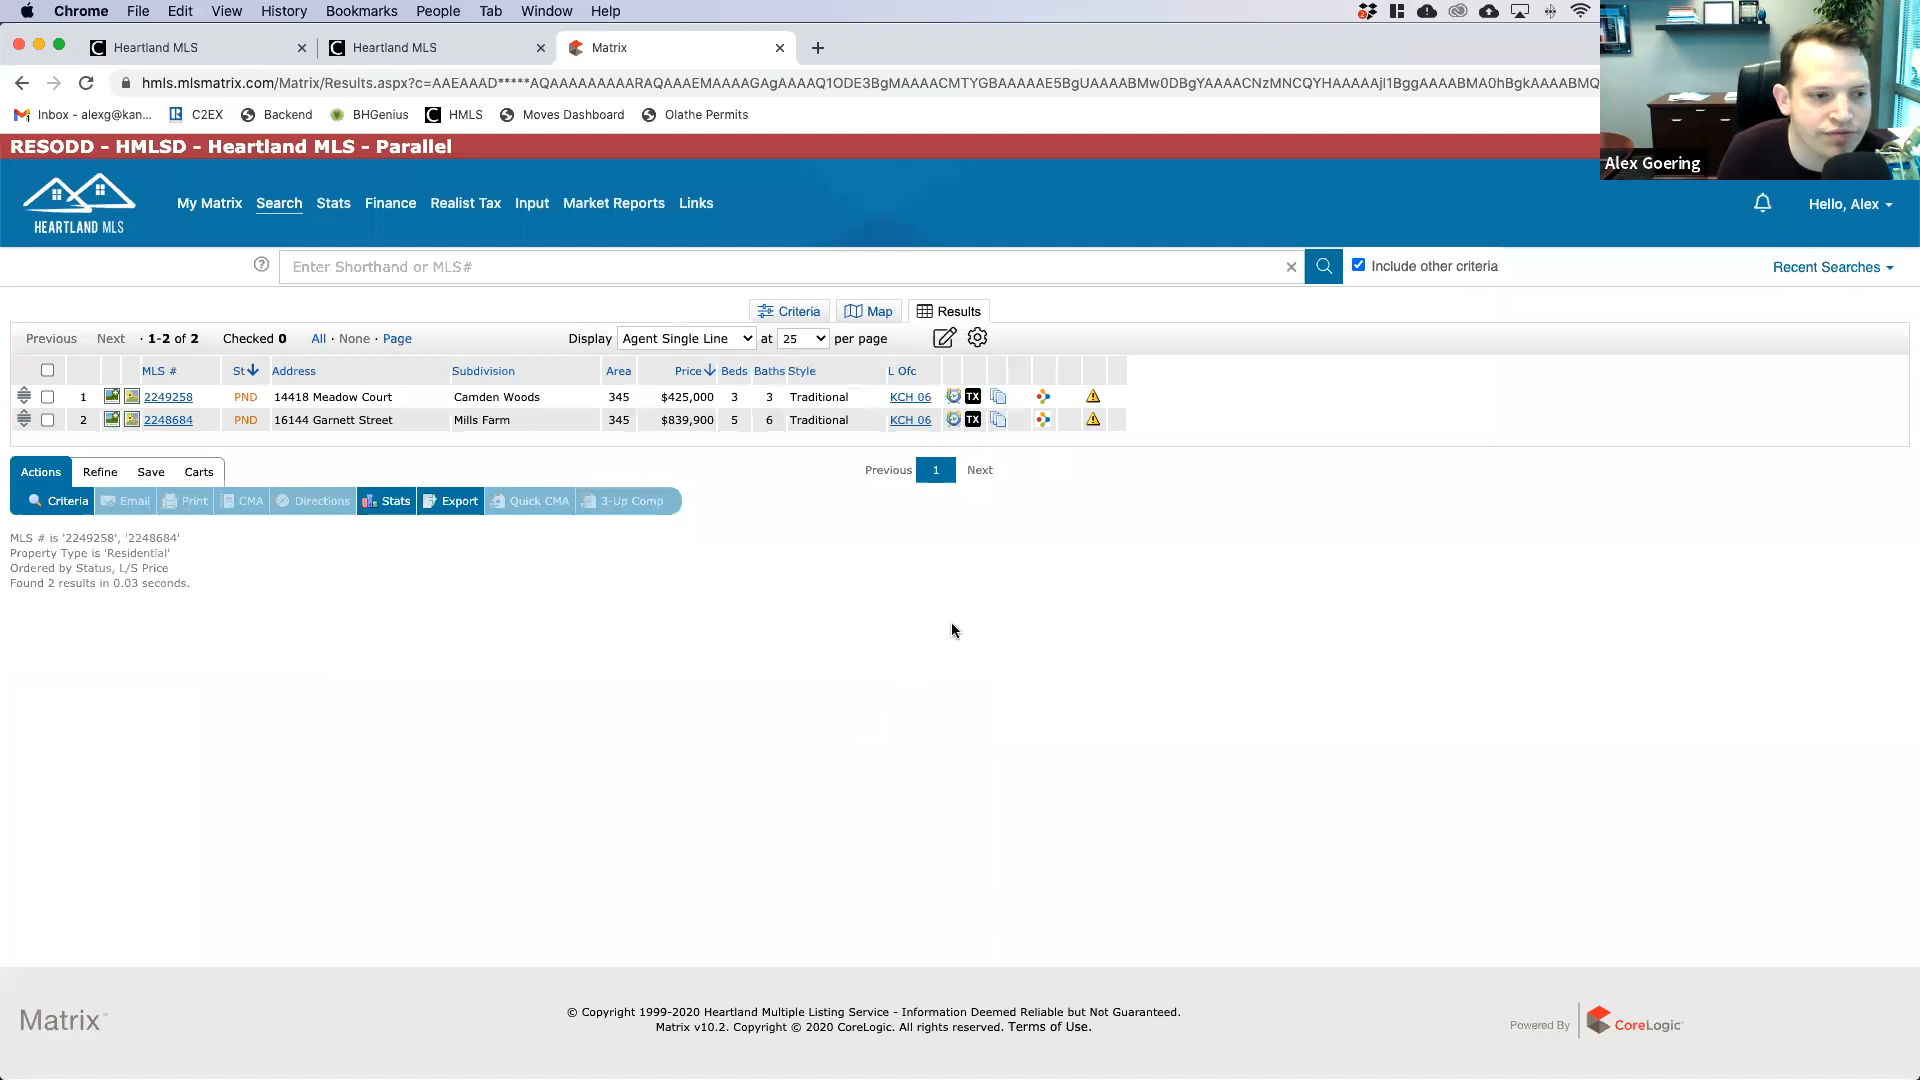 Chrome File Edit View History Bookmarks People Tab Window Help
Heartland MLS
Heartland MLS
Matrix
hmls.mlsmatrix.com/Matrix/Results.aspx?c=AAEAAAD*****AQAAAAAAAAARAQAAAEMAAAAGAgAAAAQ1ODE3BgMAAAACMTYGBAAAAAE5BgUAAAABMw0DBgYAAAACNzMNCQYHAAAAAjI1BggAAAABMA0hBgkAAAABMQ
Inbox - alexg@kan... C2EX Backend BHGenius HMLS Moves Dashboard Olathe Permits
RESODD - HMLSD - Heartland MLS - Parallel
Alex Goering
HEARTLAND MLS
My Matrix Search Stats Finance Realist Tax Input Market Reports Links
Hello, Alex
Enter Shorthand or MLS#
Include other criteria
Recent Searches
Criteria Map Results
Previous Next · 1-2 of 2 Checked 0 All · None · Page Display Agent Single Line at 25 per page
MLS # St Address Subdivision Area Price Beds Baths Style L Ofc
1 2249258 PND 14418 Meadow Court Camden Woods 345 $425,000 3 3 Traditional KCH 06 TX
2 2248684 PND 16144 Garnett Street Mills Farm 345 $839,900 5 6 Traditional KCH 06 TX
Actions Refine Save Carts
Previous 1 Next
Criteria Email Print CMA Directions Stats Export Quick CMA 3-Up Comp
MLS # is '2249258', '2248684'
Property Type is 'Residential'
Ordered by Status, L/S Price
Found 2 results in 0.03 seconds.
Matrix™
© Copyright 1999-2020 Heartland Multiple Listing Service - Information Deemed Reliable but Not Guaranteed.
Matrix v10.2. Copyright © 2020 CoreLogic. All rights reserved. Terms of Use.
Powered By CoreLogic